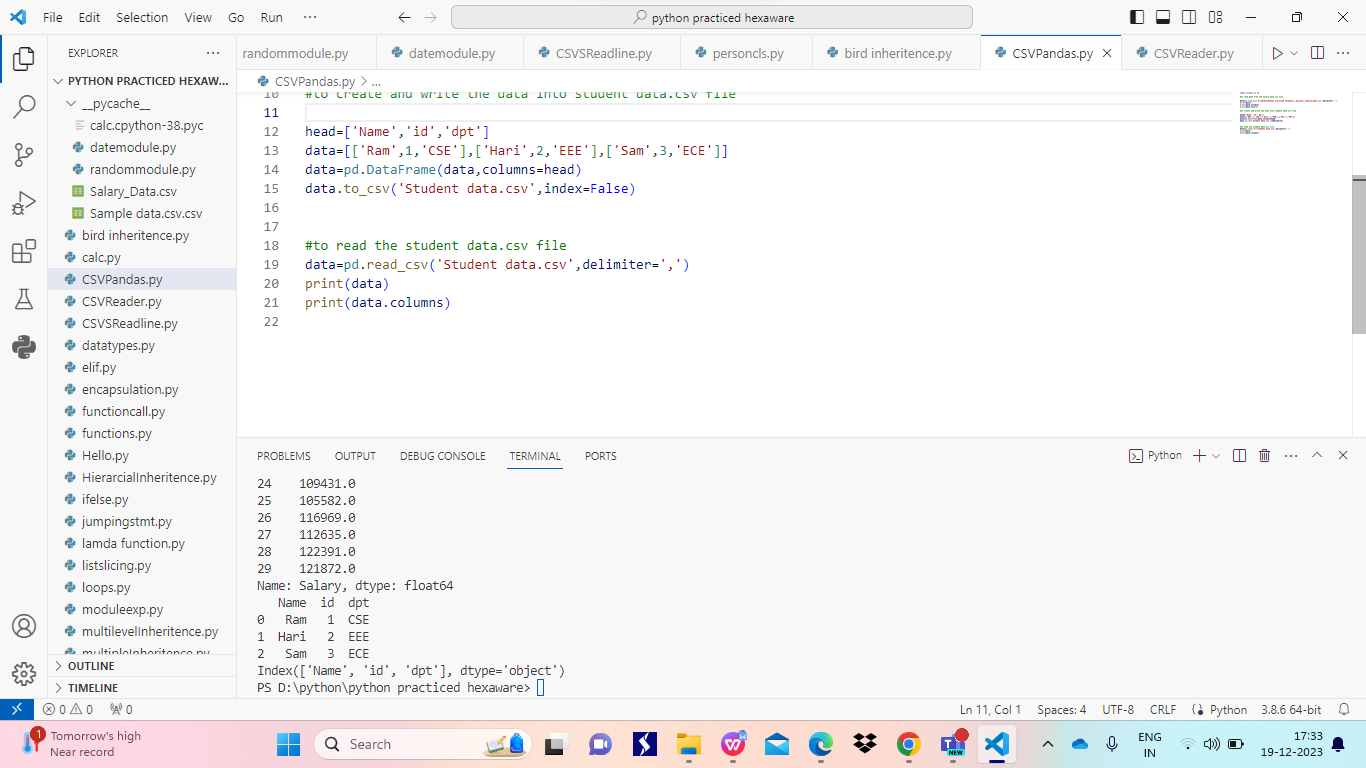 File Edit Selection View Go Run ··· python practiced hexaware
EXPLORER ···
randommodule.py datemodule.py CSVSReadline.py personcls.py bird inheritence.py CSVPandas.py CSVReader.py
PYTHON PRACTICED HEXAW...
CSVPandas.py > ...
__pycache__
calc.cpython-38.pyc
datemodule.py
randommodule.py
Salary_Data.csv
Sample data.csv.csv
bird inheritence.py
calc.py
CSVPandas.py
CSVReader.py
CSVSReadline.py
datatypes.py
elif.py
encapsulation.py
functioncall.py
functions.py
Hello.py
HierarcialInheritence.py
ifelse.py
jumpingstmt.py
lamda function.py
listslicing.py
loops.py
moduleexp.py
multilevelInheritence.py
multipleInheritence.py
OUTLINE
TIMELINE
10 #to create and write the data into student data.csv file
11
12 head=['Name','id','dpt']
13 data=[['Ram',1,'CSE'],['Hari',2,'EEE'],['Sam',3,'ECE']]
14 data=pd.DataFrame(data,columns=head)
15 data.to_csv('Student data.csv',index=False)
16
17
18 #to read the student data.csv file
19 data=pd.read_csv('Student data.csv',delimiter=',')
20 print(data)
21 print(data.columns)
22
PROBLEMS OUTPUT DEBUG CONSOLE TERMINAL PORTS Python
24 109431.0
25 105582.0
26 116969.0
27 112635.0
28 122391.0
29 121872.0
Name: Salary, dtype: float64
Name id dpt
0 Ram 1 CSE
1 Hari 2 EEE
2 Sam 3 ECE
Index(['Name', 'id', 'dpt'], dtype='object')
PS D:\python\python practiced hexaware>
0 0 0 Ln 11, Col 1 Spaces: 4 UTF-8 CRLF Python 3.8.6 64-bit
1 Tomorrow's high
Near record
Search
NEW
ENG
IN
17:33
19-12-2023